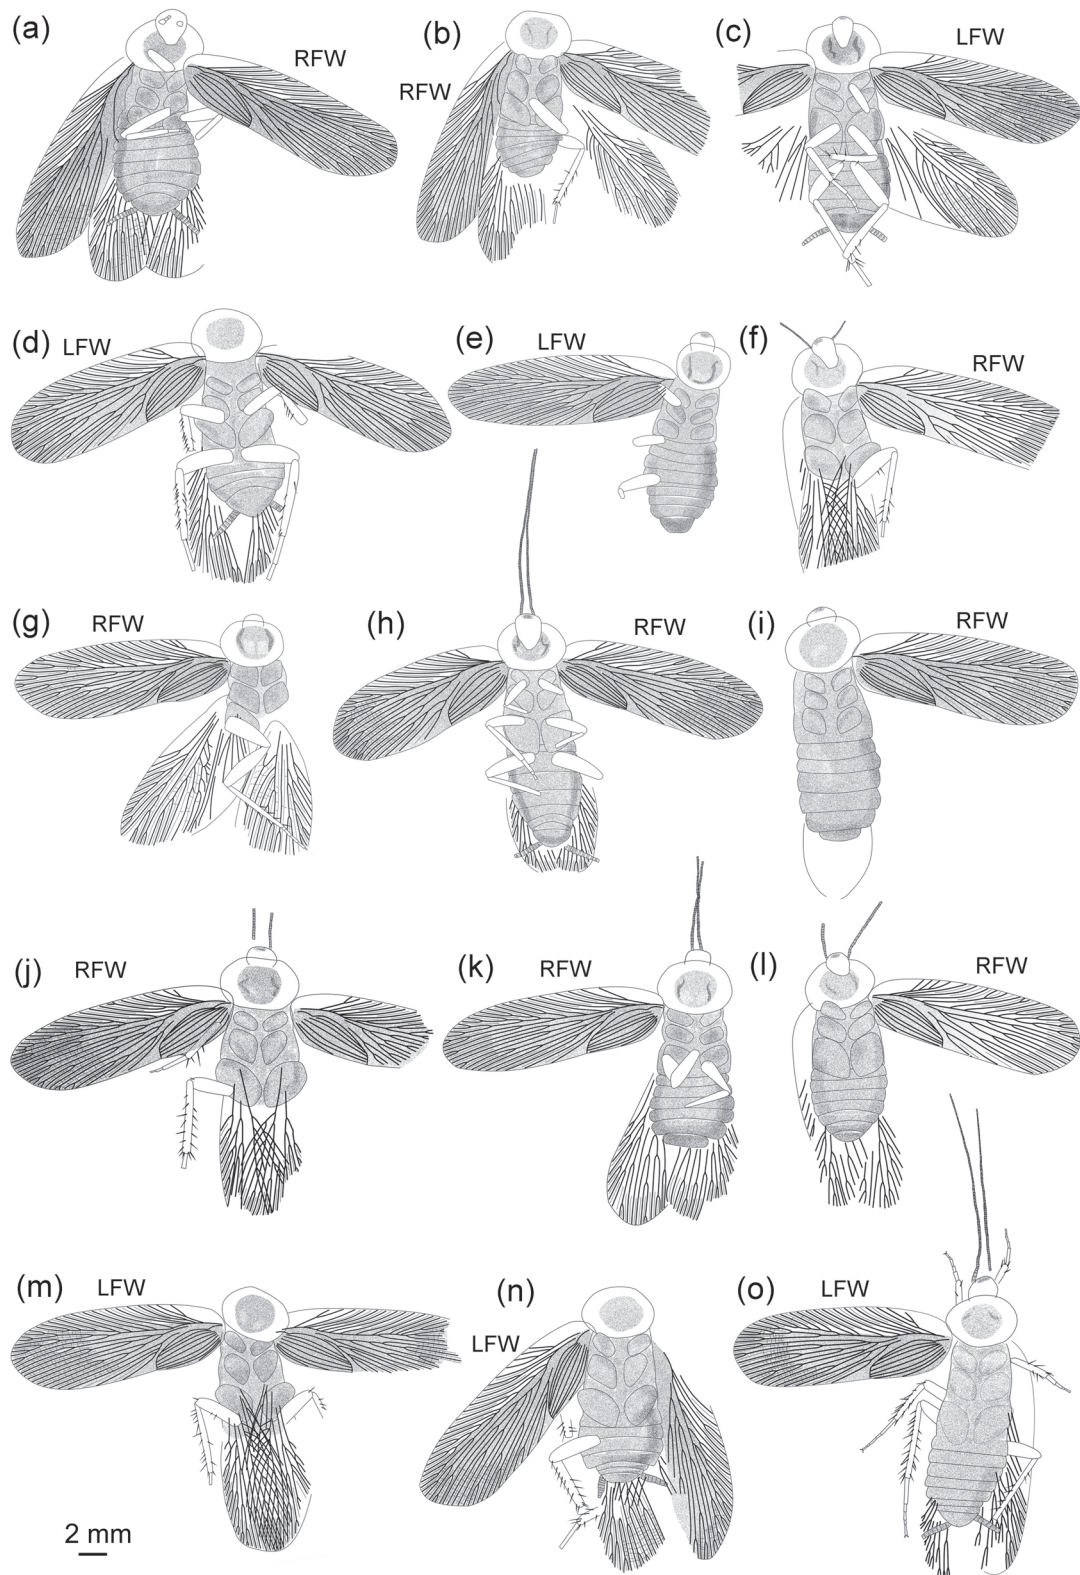 (a)
RFW
(b)
RFW
(c)
LFW
(d)
LFW
(e)
LFW
(f)
RFW
(g)
RFW
(h)
RFW
(i)
RFW
(j)
RFW
(k)
RFW
(l)
RFW
(m)
LFW
(n)
LFW
(o)
LFW
2 mm